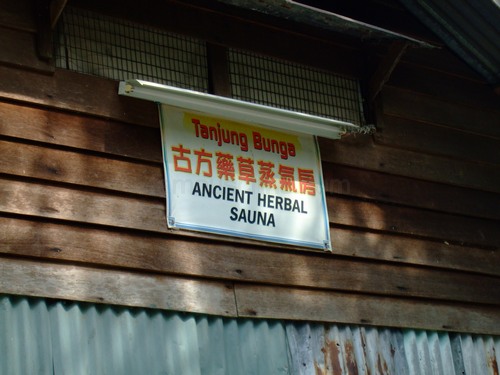 Tanjung Bunga
古方藥草蒸氣房
ANCIENT HERBAL
SAUNA